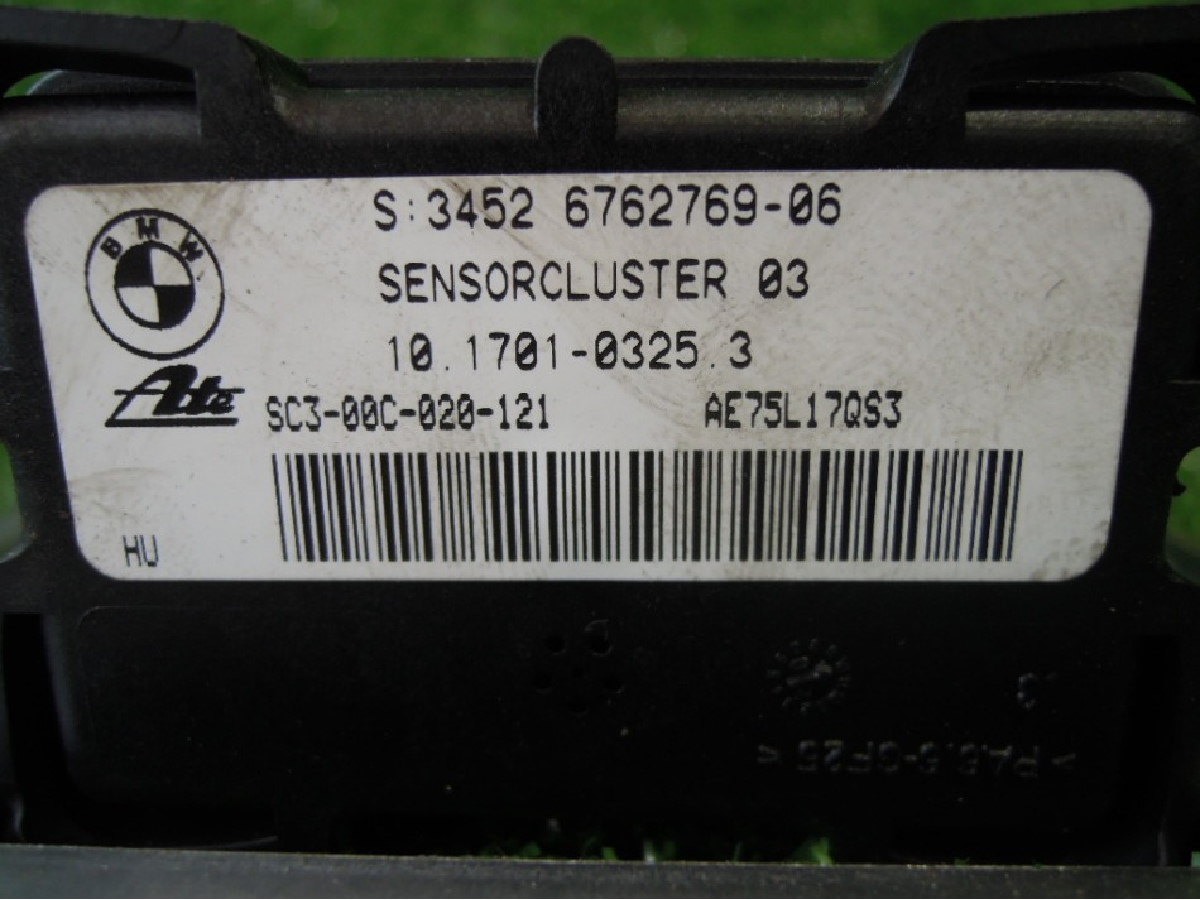 S:3452 6762769-06
BMW
SENSORCLUSTER 03
10.1701-0325.3
Ate
SC3-00C-020-121 AE75L17QS3
HU